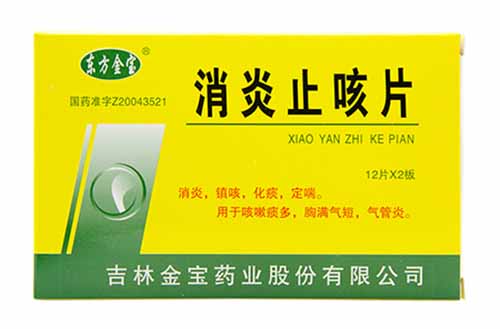 东方金宝®
国药准字Z20043521
消炎止咳片
XIAO YAN ZHI KE PIAN
12片X2板
消炎，镇咳，化痰，定喘。
用于咳嗽痰多，胸满气短，气管炎。
吉林金宝药业股份有限公司